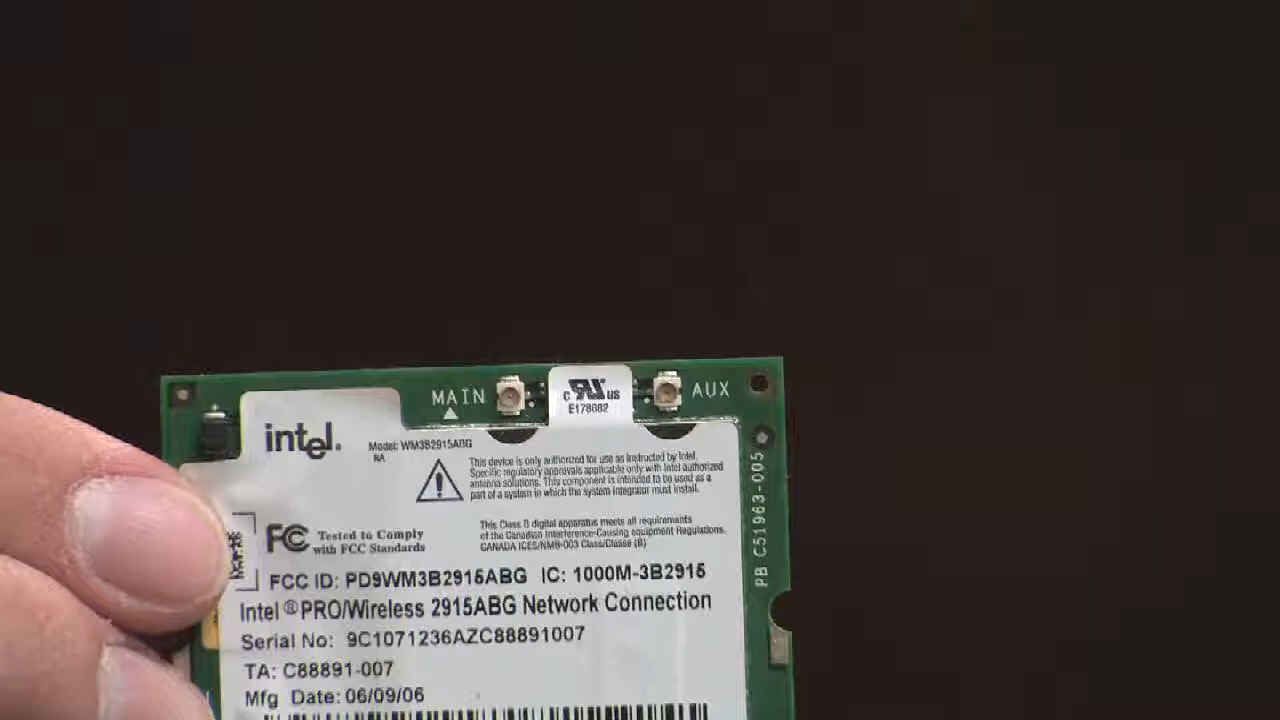 MAIN
c UR us
E178082
AUX
intel.
Model: WM3B2915ABG
NA
This device is only authorized for use as instructed by Intel.
Specific regulatory approvals applicable only with Intel authorized
antenna solutions. This component is intended to be used as a
part of a system in which the system integrator must install.
FC
Tested to Comply
with FCC Standards
This Class B digital apparatus meets all requirements
of the Canadian Interference-Causing equipment Regulations.
CANADA ICES/NMB-003 Class/Classe (B)
FCC ID: PD9WM3B2915ABG IC: 1000M-3B2915
Intel ® PRO/Wireless 2915ABG Network Connection
Serial No: 9C1071236AZC88891007
TA: C88891-007
Mfg Date: 06/09/06
PB C51963-005